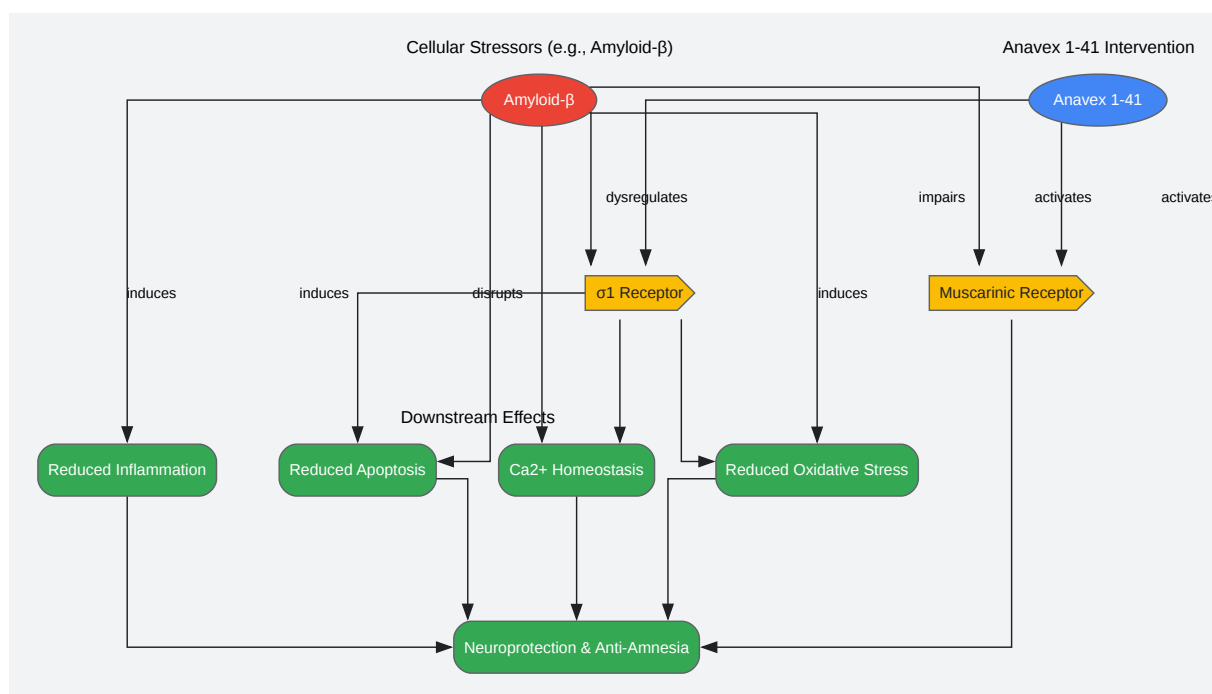 Cellular Stressors (e.g., Amyloid-β)
Anavex 1-41 Intervention
Amyloid-β
Anavex 1-41
dysregulates
impairs
activates
activates
induces
induces
disrupts
σ1 Receptor
induces
Muscarinic Receptor
Downstream Effects
Reduced Inflammation
Reduced Apoptosis
Ca2+ Homeostasis
Reduced Oxidative Stress
Neuroprotection & Anti-Amnesia